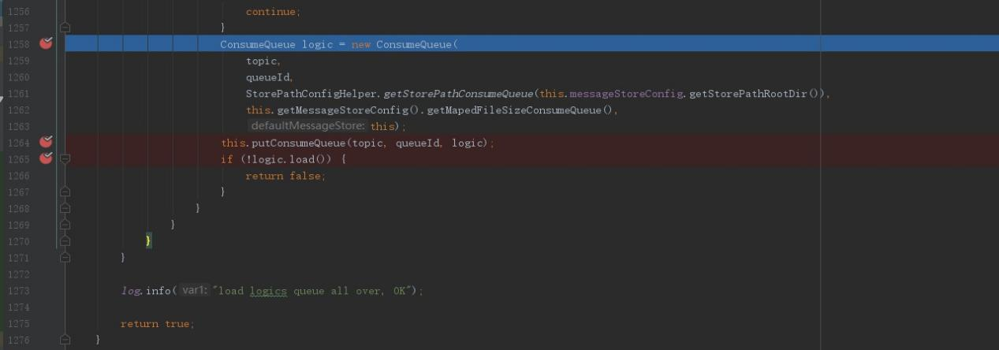 1256 continue;
1257 }
1258 ConsumeQueue logic = new ConsumeQueue(
1259 topic,
1260 queueId,
1261 StorePathConfigHelper.getStorePathConsumeQueue(this.messageStoreConfig.getStorePathRootDir()),
1262 this.getMessageStoreConfig().getMapedFileSizeConsumeQueue(),
1263 defaultMessageStore: this);
1264 this.putConsumeQueue(topic, queueId, logic);
1265 if (!logic.load()) {
1266 return false;
1267 }
1268 }
1269 }
1270 }
1271 }
1272
1273 log.info( var1: "load logics queue all over, OK");
1274
1275 return true;
1276 }